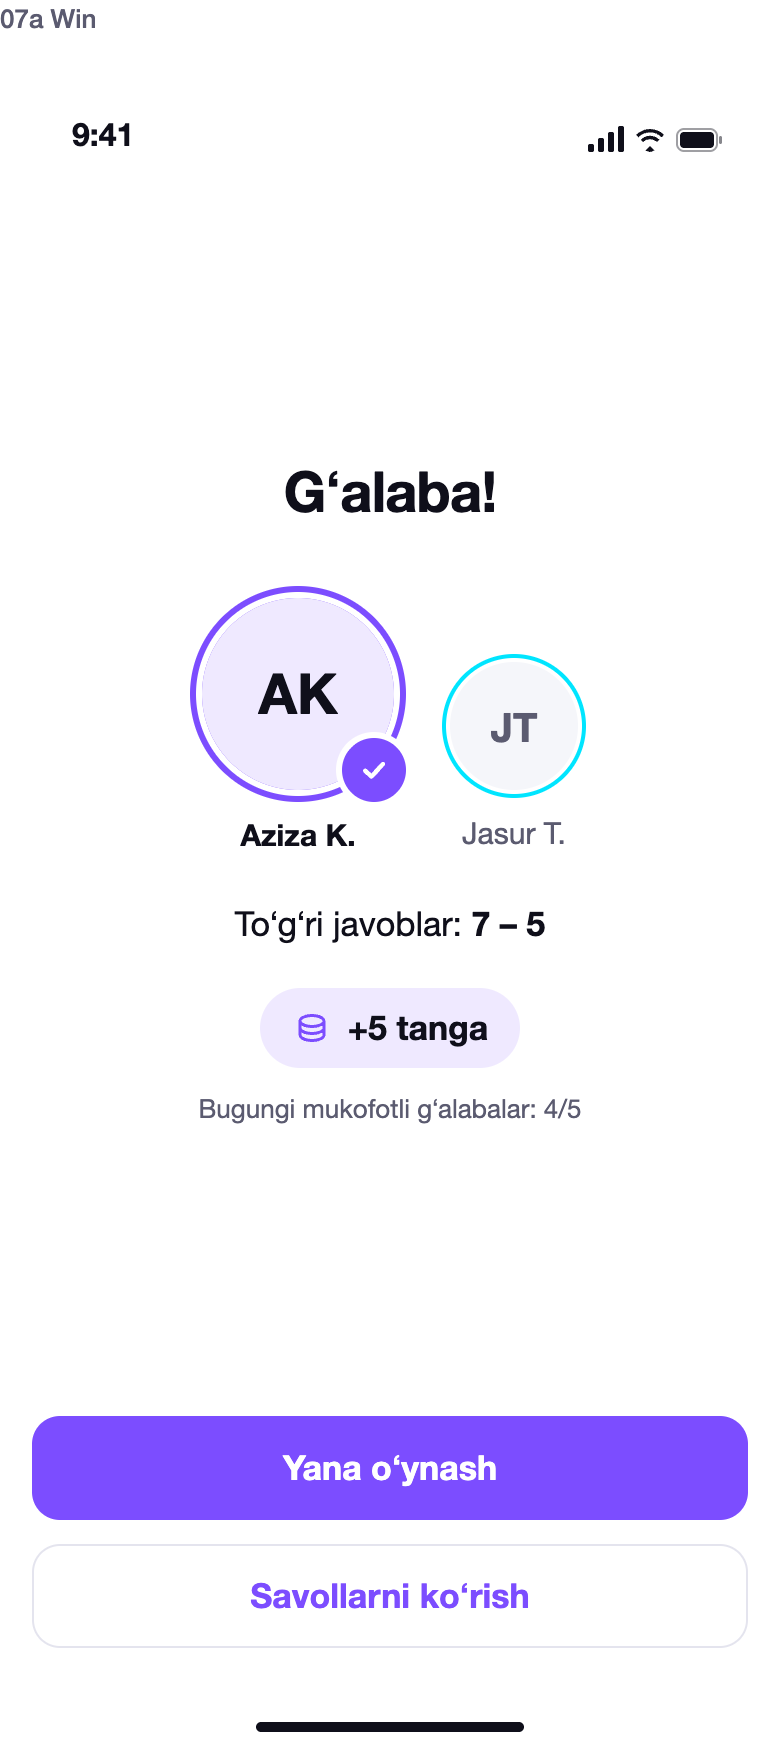 07a Win
9:41
G‘alaba!
AK
JT
Aziza K.
Jasur T.
To‘g‘ri javoblar: 7 – 5
+5 tanga
Bugungi mukofotli g‘alabalar: 4/5
Yana o‘ynash
Savollarni ko‘rish